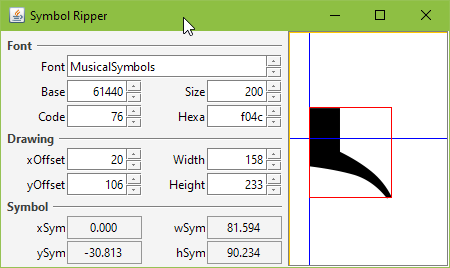 Symbol Ripper
Font
Font MusicalSymbols
Base 61440 Size 200
Code 76 Hexa f04c
Drawing
xOffset 20 Width 158
yOffset 106 Height 233
Symbol
xSym 0.000 wSym 81.594
ySym -30.813 hSym 90.234